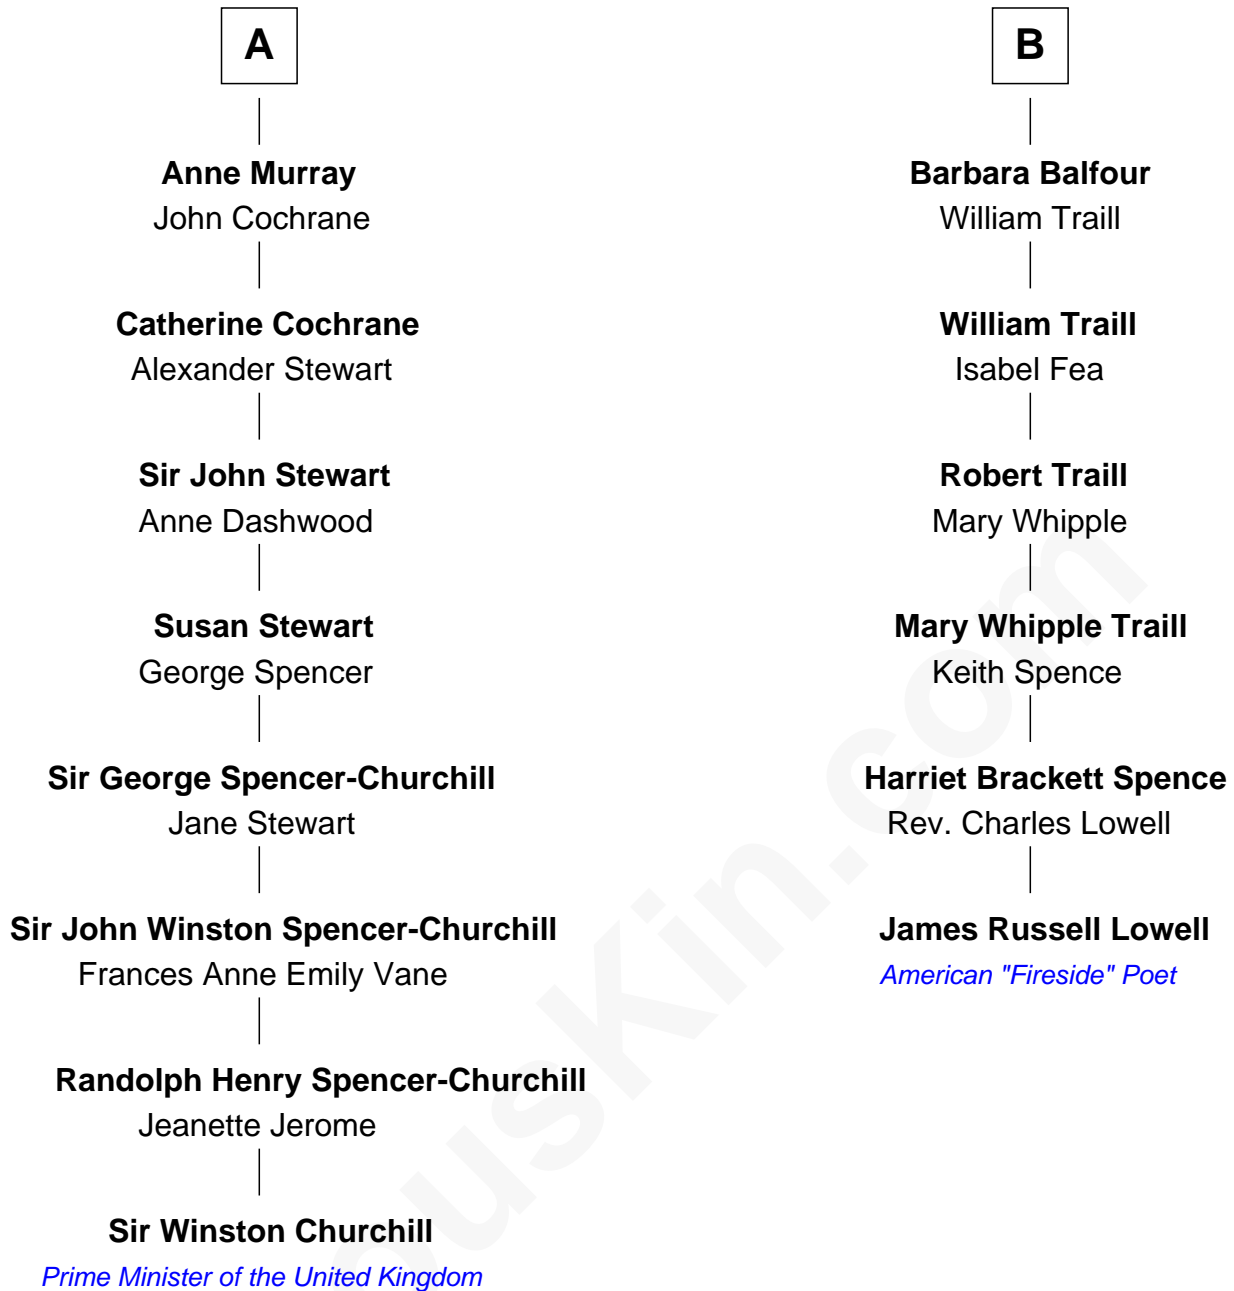 A
Anne Murray
John Cochrane
Catherine Cochrane
Alexander Stewart
Sir John Stewart
Anne Dashwood
Susan Stewart
George Spencer
Sir George Spencer-Churchill
Jane Stewart
Sir John Winston Spencer-Churchill
Frances Anne Emily Vane
Randolph Henry Spencer-Churchill
Jeanette Jerome
Sir Winston Churchill
Prime Minister of the United Kingdom
B
Barbara Balfour
William Traill
William Traill
Isabel Fea
Robert Traill
Mary Whipple
Mary Whipple Traill
Keith Spence
Harriet Brackett Spence
Rev. Charles Lowell
James Russell Lowell
American "Fireside" Poet
ousKin.com